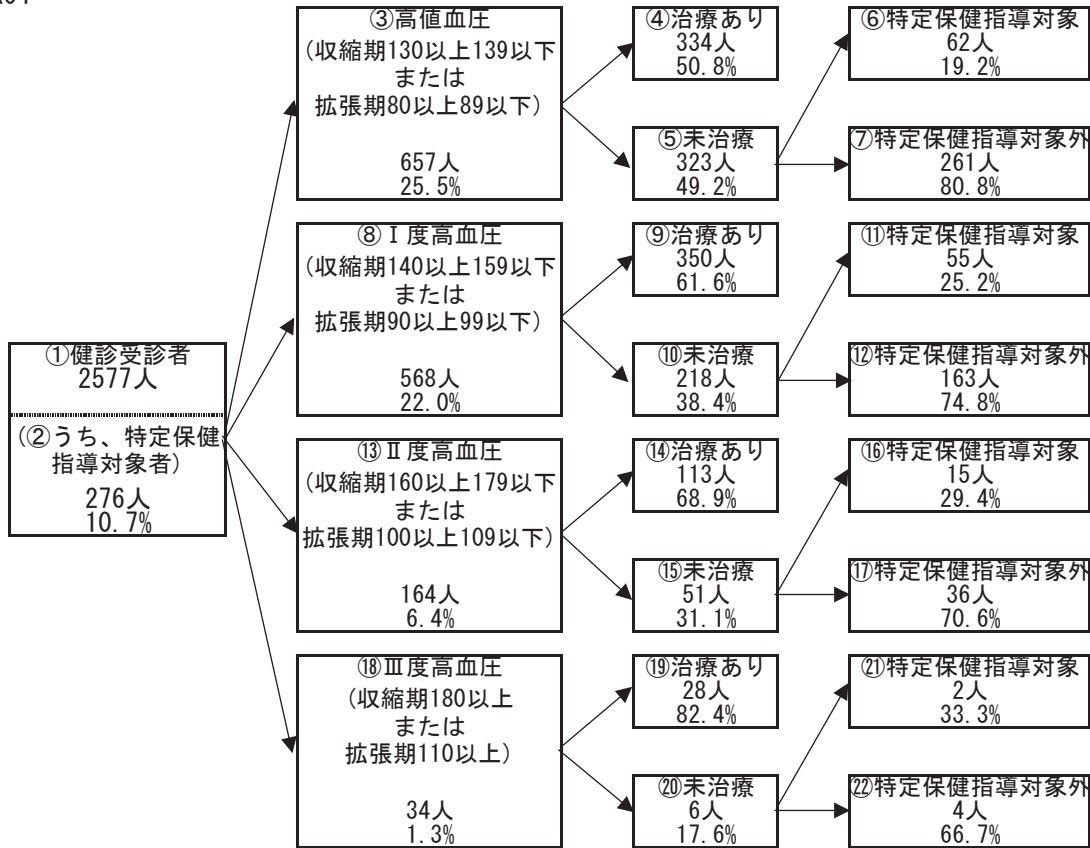 ①健診受診者
2577人
(②うち、特定保健
指導対象者)
276人
10.7%
③高値血圧
(収縮期130以上139以下
または
拡張期80以上89以下)
657人
25.5%
④治療あり
334人
50.8%
⑤未治療
323人
49.2%
⑥特定保健指導対象
62人
19.2%
⑦特定保健指導対象外
261人
80.8%
⑧Ⅰ度高血圧
(収縮期140以上159以下
または
拡張期90以上99以下)
568人
22.0%
⑨治療あり
350人
61.6%
⑩未治療
218人
38.4%
⑪特定保健指導対象
55人
25.2%
⑫特定保健指導対象外
163人
74.8%
⑬Ⅱ度高血圧
(収縮期160以上179以下
または
拡張期100以上109以下)
164人
6.4%
⑭治療あり
113人
68.9%
⑮未治療
51人
31.1%
⑯特定保健指導対象
15人
29.4%
⑰特定保健指導対象外
36人
70.6%
⑱Ⅲ度高血圧
(収縮期180以上
または
拡張期110以上)
34人
1.3%
⑲治療あり
28人
82.4%
⑳未治療
6人
17.6%
㉑特定保健指導対象
2人
33.3%
㉒特定保健指導対象外
4人
66.7%